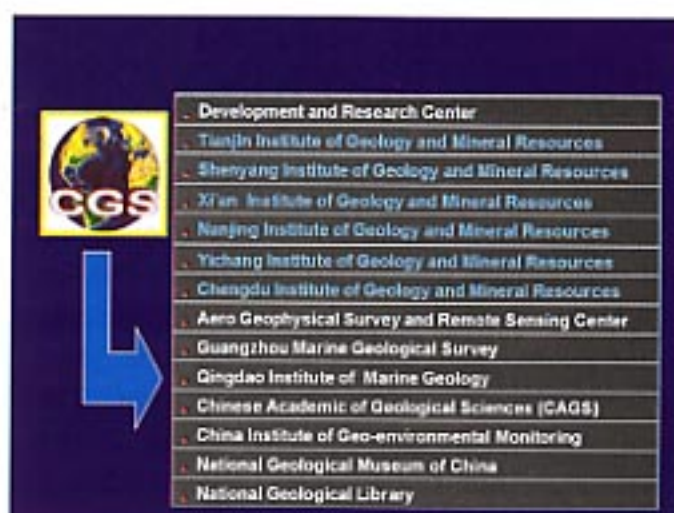 Development and Research Center
Tianjin Institute of Geology and Mineral Resources
Shenyang Institute of Geology and Mineral Resources
CGS
Xi'an Institute of Geology and Mineral Resources
Nanjing Institute of Geology and Mineral Resources
Yichang Institute of Geology and Mineral Resources
Chengdu Institute of Geology and Mineral Resources
Aero Geophysical Survey and Remote Sensing Center
Guangzhou Marine Geological Survey
Qingdao Institute of Marine Geology
Chinese Academic of Geological Sciences (CAGS)
China Institute of Geo-environmental Monitoring
National Geological Museum of China
National Geological Library